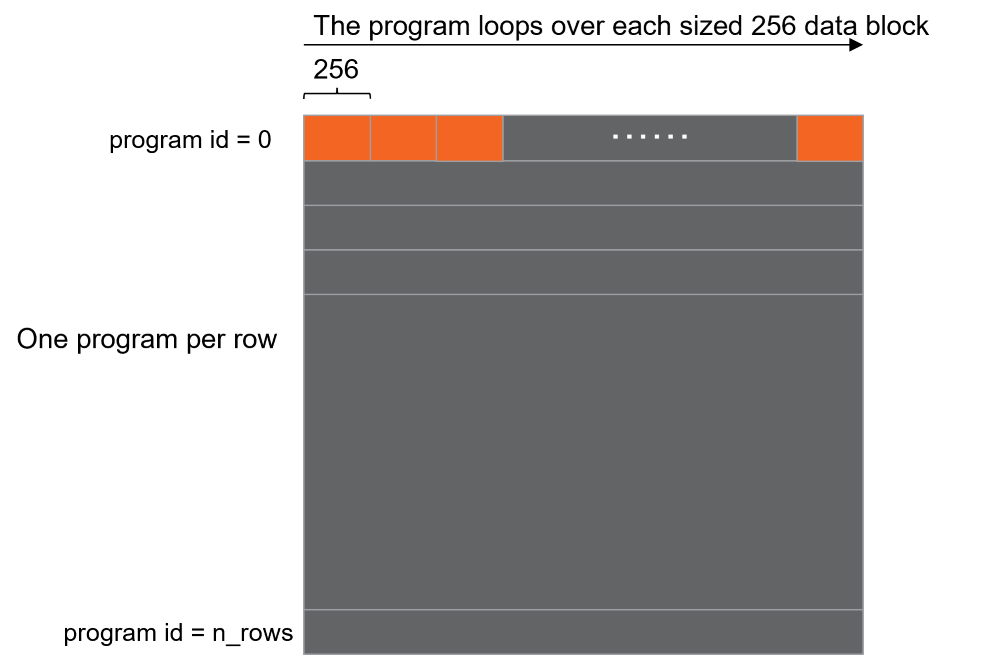 The program loops over each sized 256 data block
256
program id = 0
......
One program per row
program id = n_rows